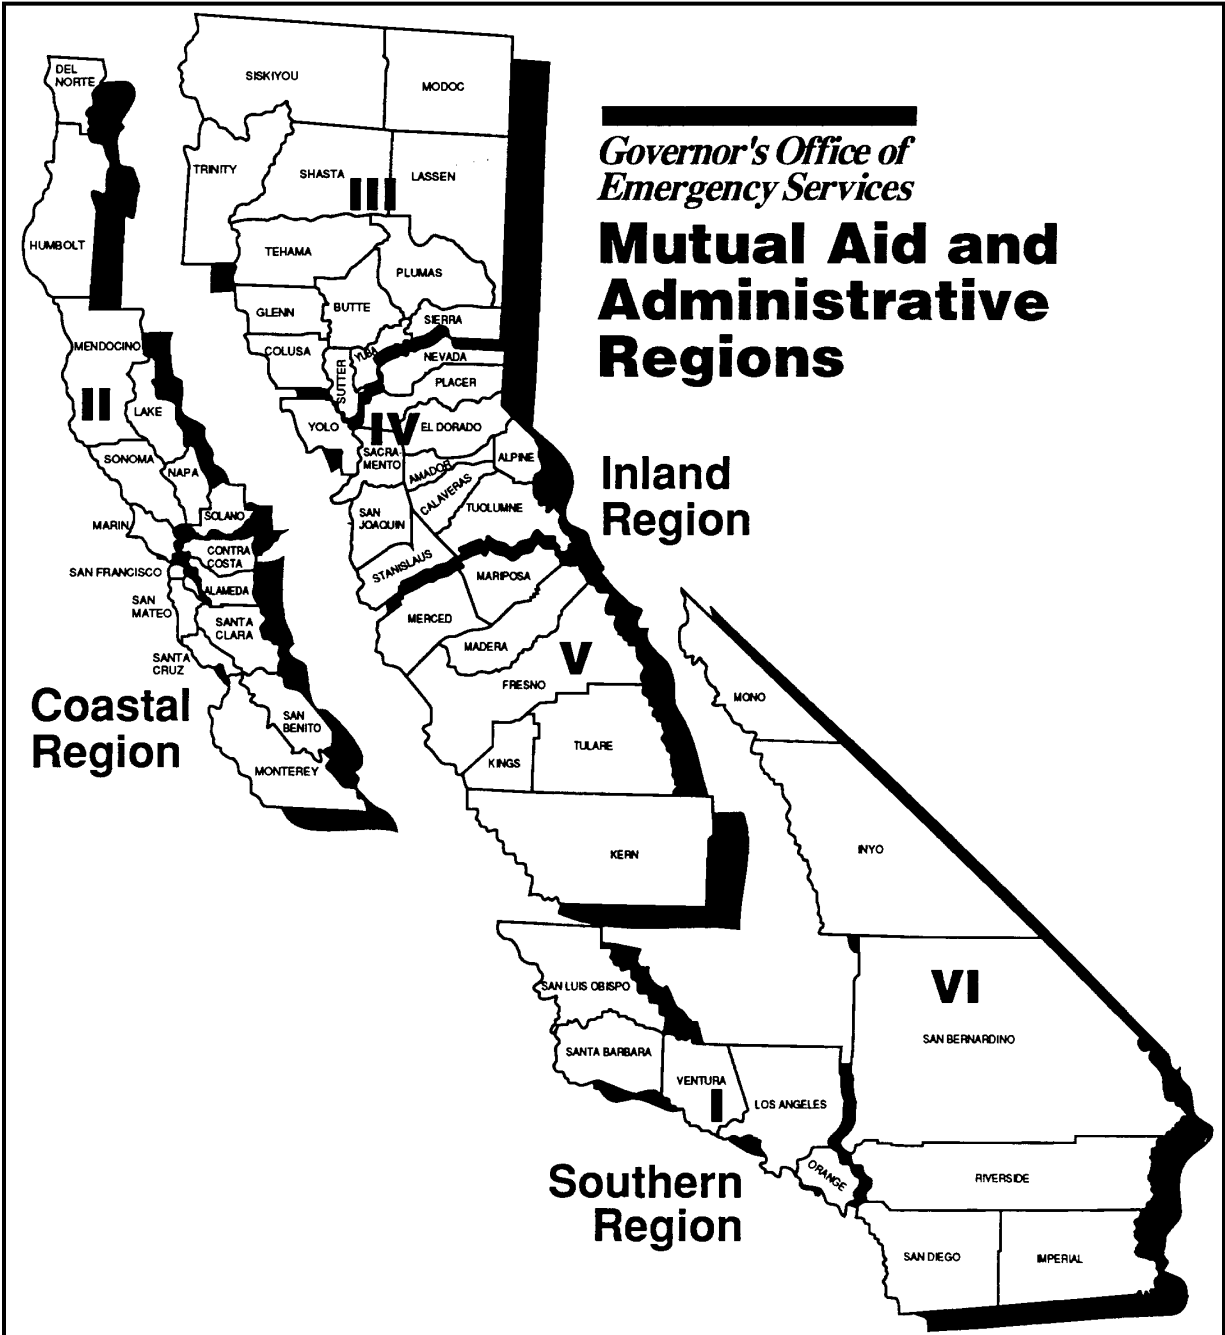 Governor's Office of
Emergency Services
Mutual Aid and
Administrative
Regions
DEL
NORTE
HUMBOLT
MENDOCINO
II
LAKE
SONOMA
NAPA
MARIN
SOLANO
CONTRA
COSTA
SAN FRANCISCO
ALAMEDA
SAN
MATEO
SANTA
CLARA
SANTA
CRUZ
SAN
BENITO
MONTEREY
Coastal
Region
SISKIYOU
MODOC
TRINITY
SHASTA
LASSEN
III
TEHAMA
PLUMAS
GLENN
BUTTE
SIERRA
COLUSA
YUBA
SUTTER
NEVADA
PLACER
YOLO
IV
EL DORADO
SACRA-
MENTO
AMADOR
ALPINE
CALAVERAS
SAN
JOAQUIN
TUOLUMNE
STANISLAUS
MARIPOSA
MERCED
MADERA
V
FRESNO
TULARE
KINGS
KERN
Inland
Region
MONO
INYO
VI
SAN BERNARDINO
SAN LUIS OBISPO
SANTA BARBARA
VENTURA
I
LOS ANGELES
ORANGE
RIVERSIDE
SAN DIEGO
IMPERIAL
Southern
Region